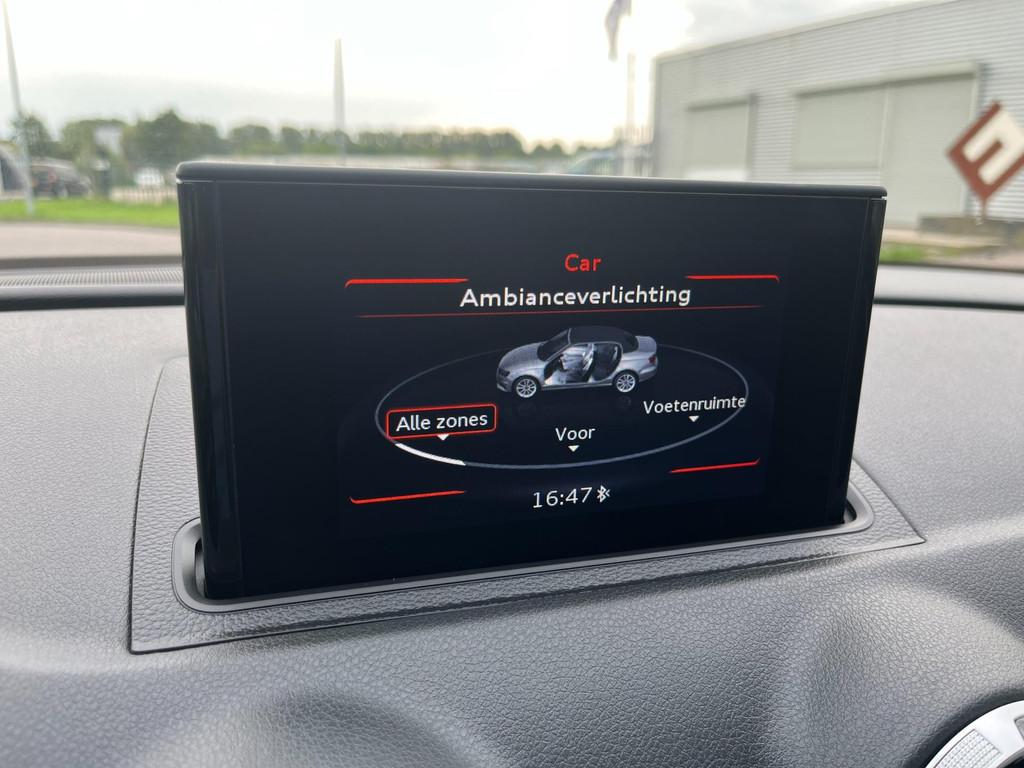 Car
Ambianceverlichting
Alle zones
Voor
Voetenruimte
16:47